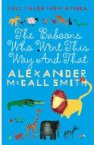 FOLK TALES FROM AFRICA
The Baboons
Who Went This
Way And That
ALEXANDER
McCALL SMITH